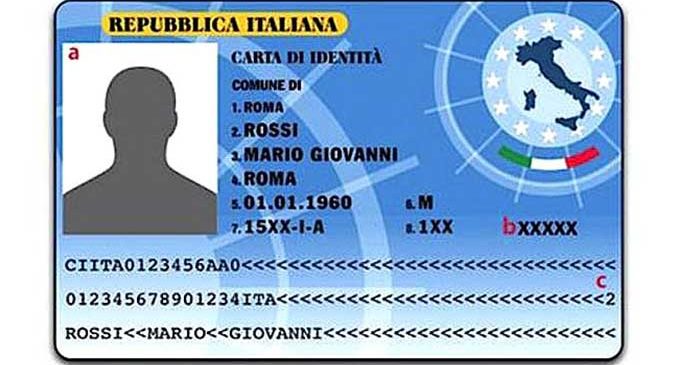 REPUBBLICA ITALIANA
a
CARTA DI IDENTITÀ
COMUNE DI
1. ROMA
2. ROSSI
3. MARIO GIOVANNI
4. ROMA
5. 01.01.1960 6. M
7. 15XX-I-A 8. 1XX bXXXXX
CIITA0123456AA0<<<<<<<<<<<<<<<<<<<<<<<<<<<<<<
c
012345678901234ITA<<<<<<<<<<<<<<<<<<<<<<<<<<2
ROSSI<<MARIO<<GIOVANNI<<<<<<<<<<<<<<<<<<<<<<<